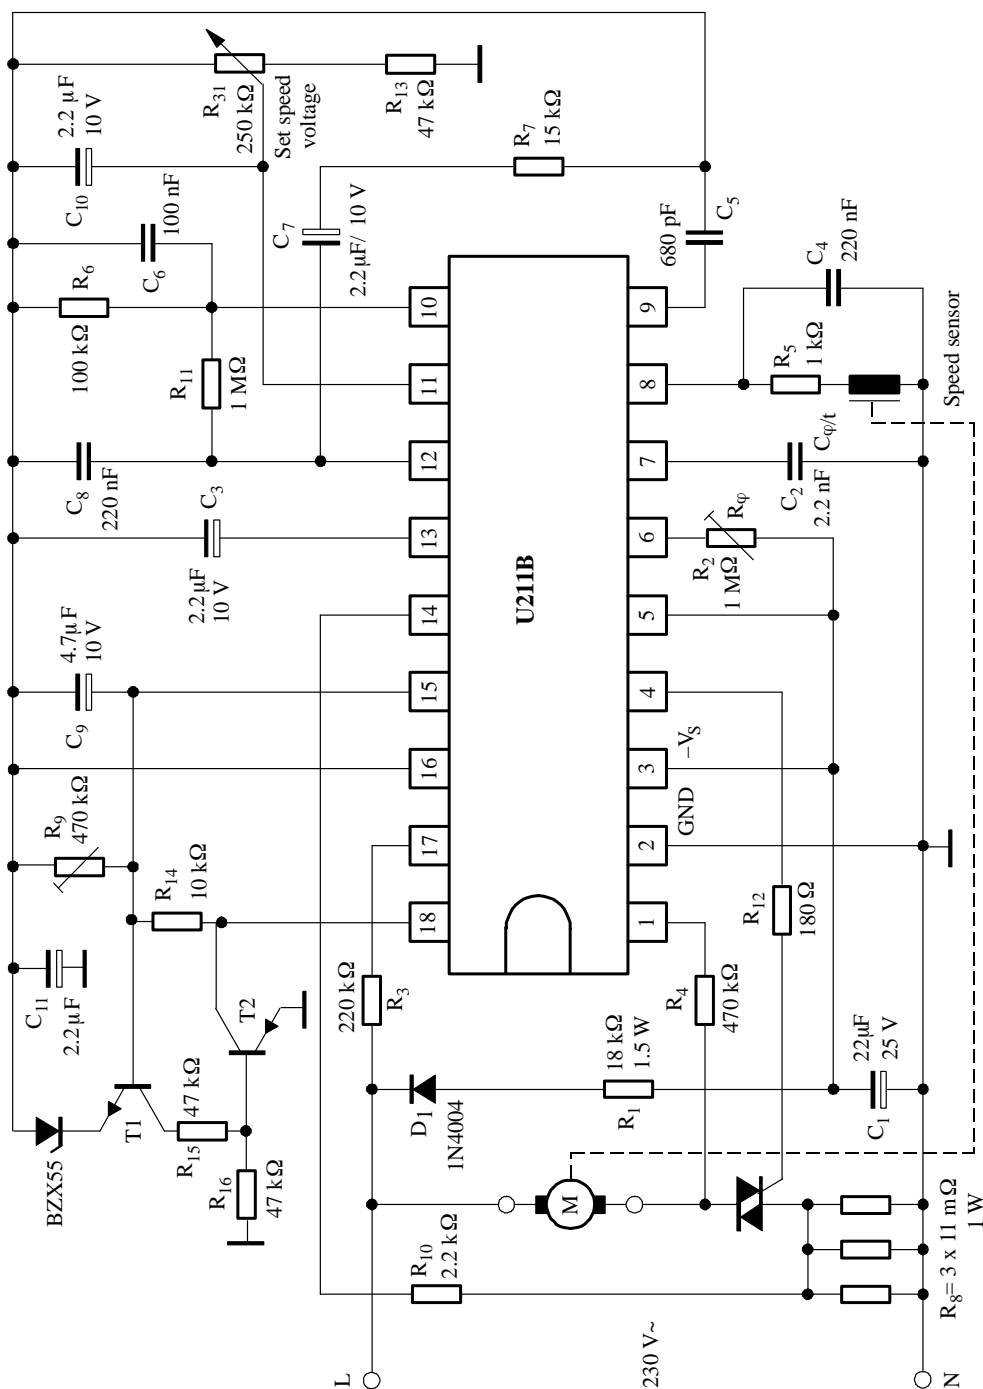 L
230 V~
N
R10
2.2 kΩ
R8= 3 x 11 mΩ
1 W
M
BZX55
T1
R15
47 kΩ
R16
47 kΩ
D1
1N4004
R1
18 kΩ
1.5 W
C1
22µF
25 V
C11
2.2µF
T2
220 kΩ
R3
R4
470 kΩ
R14
10 kΩ
R9
470 kΩ
R12
180 Ω
18
17
16
15
14
13
12
11
10
U211B
1
2
3
4
5
6
7
8
9
GND
−VS
C9
4.7µF
10 V
2.2µF
10 V
C3
C8
220 nF
R11
1 MΩ
100 kΩ
R6
C6
100 nF
C10
2.2 µF
10 V
R31
250 kΩ
Set speed
voltage
R13
47 kΩ
C7
2.2 µF/ 10 V
R7
15 kΩ
680 pF
C5
C4
220 nF
R5
1 kΩ
Speed sensor
R2
1 MΩ
Rφ
C2
2.2 nF
Cφ/t